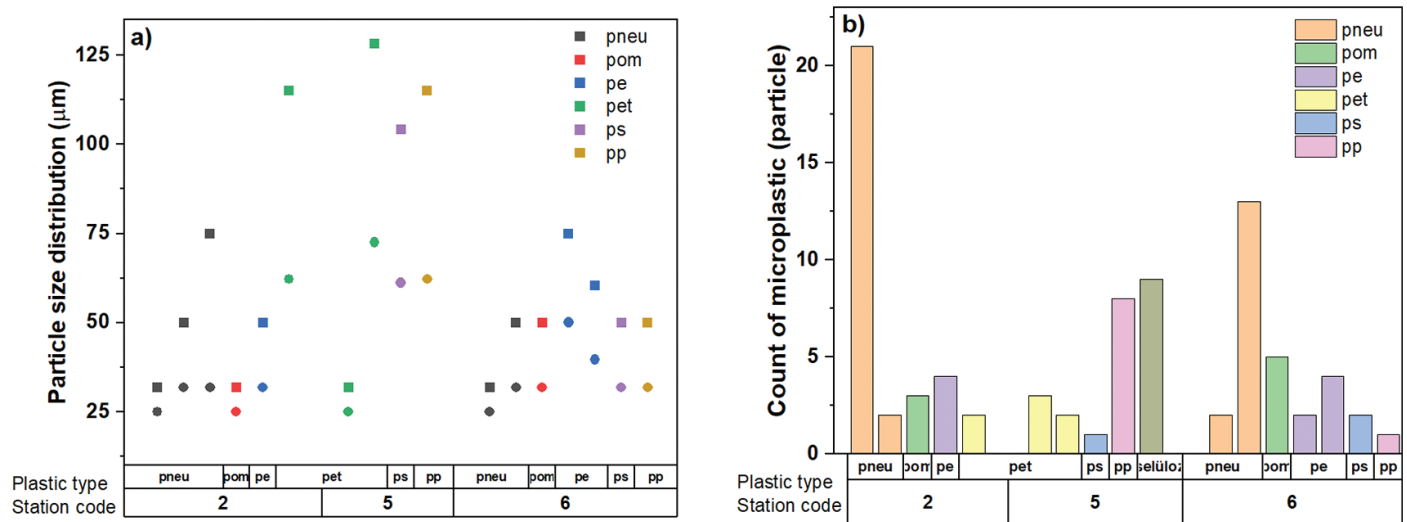 a)
Particle size distribution (μm)
125
100
75
50
25
pneu
pom
pe
pet
ps
pp
Plastic type
pneu pom pe pet ps pp pneu pom pe ps pp
Station code
2 5 6
b)
Count of microplastic (particle)
20
15
10
5
0
pneu
pom
pe
pet
ps
pp
Plastic type
pneu pom pe pet ps pp selüloz pneu pom pe ps pp
Station code
2 5 6